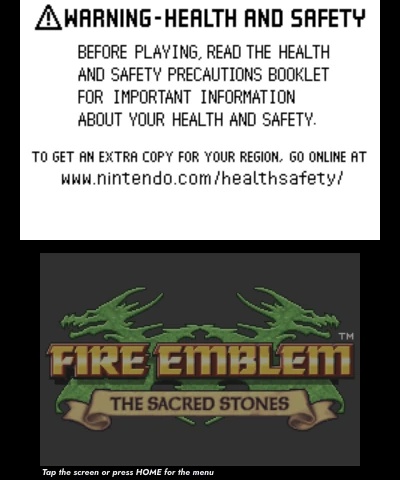 ⚠WARNING-HEALTH AND SAFETY
BEFORE PLAYING, READ THE HEALTH
AND SAFETY PRECAUTIONS BOOKLET
FOR IMPORTANT INFORMATION
ABOUT YOUR HEALTH AND SAFETY.
TO GET AN EXTRA COPY FOR YOUR REGION, GO ONLINE AT
www.nintendo.com/healthsafety/
FIRE EMBLEM™
THE SACRED STONES
Tap the screen or press HOME for the menu